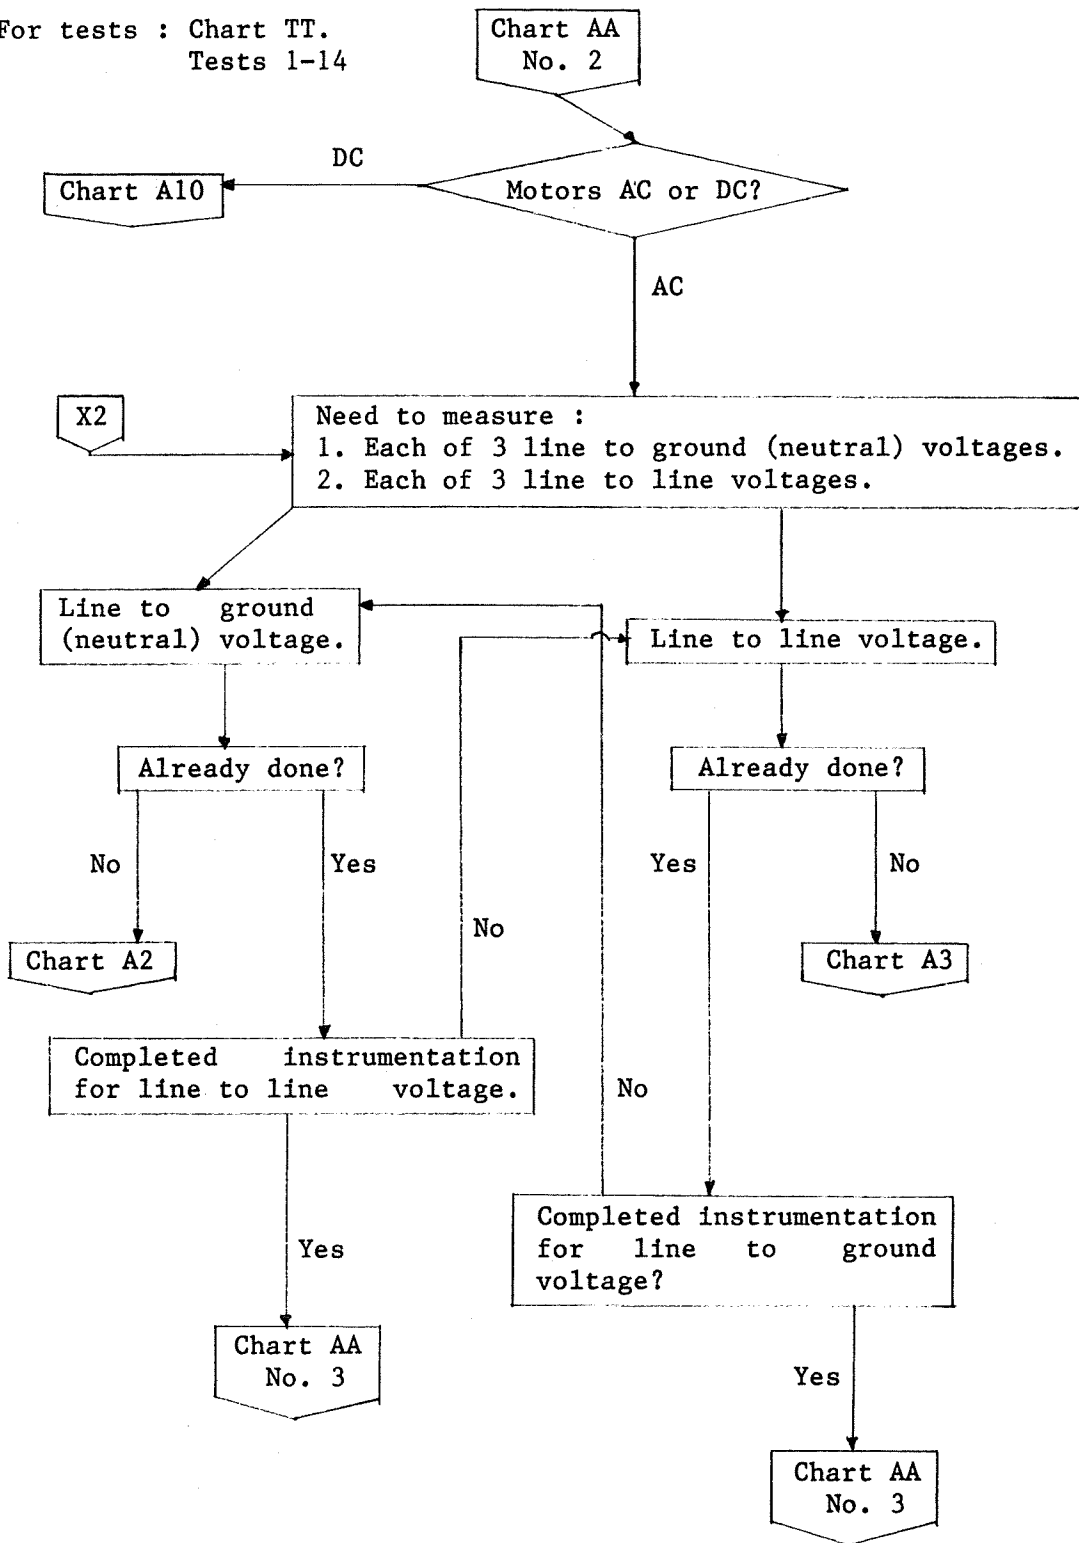 For tests : Chart TT.
Tests 1-14
Chart AA
No. 2
DC
Chart A10
Motors AC or DC?
AC
X2
Need to measure :
1. Each of 3 line to ground (neutral) voltages.
2. Each of 3 line to line voltages.
Line to ground
(neutral) voltage.
Line to line voltage.
Already done?
Already done?
No
Yes
Yes
No
No
Chart A2
Chart A3
Completed instrumentation
for line to line voltage.
No
Completed instrumentation
for line to ground
voltage?
Yes
Chart AA
No. 3
Yes
Chart AA
No. 3